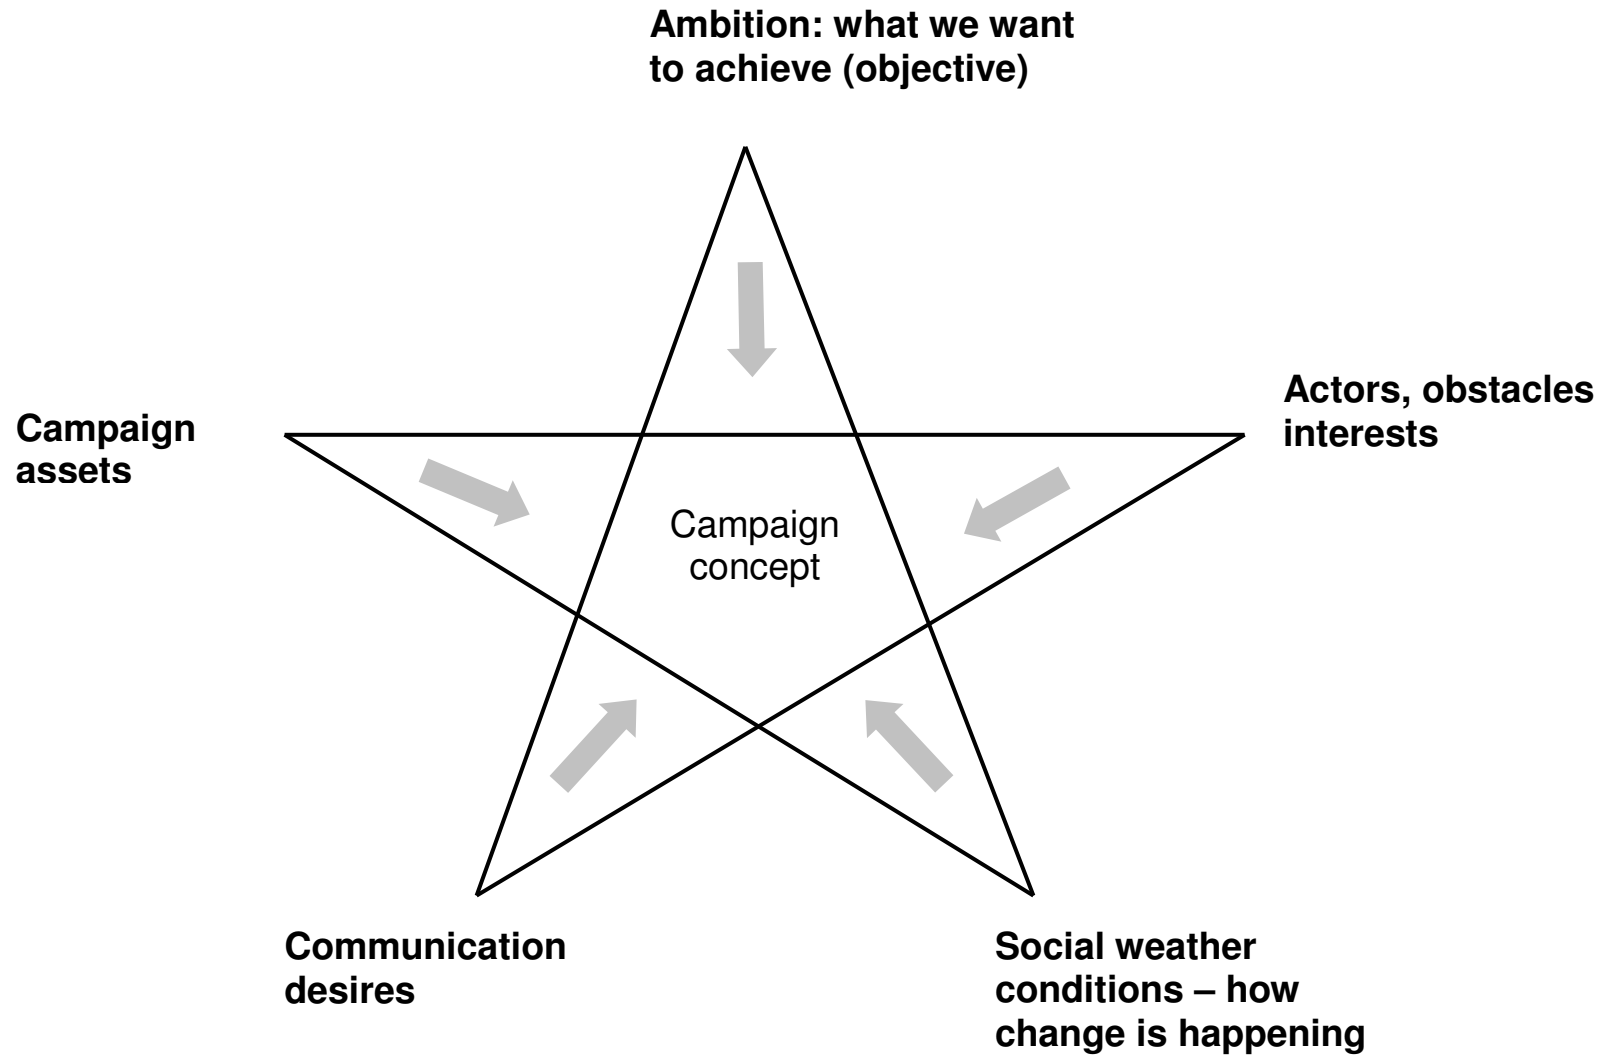 Ambition: what we want
to achieve (objective)
Actors, obstacles
interests
Campaign
assets
Campaign
concept
Communication
desires
Social weather
conditions – how
change is happening